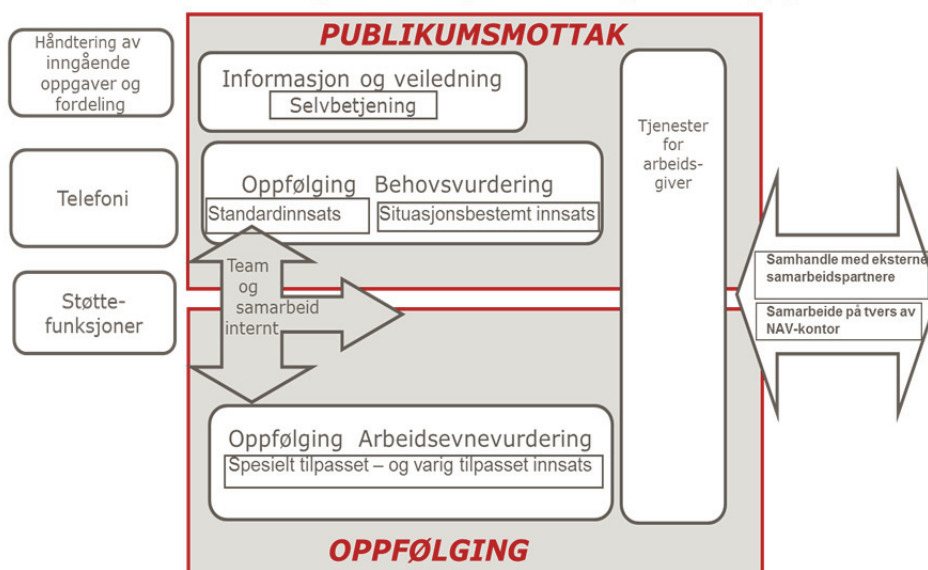 PUBLIKUMSMOTTAK
Håndtering av
inngående
oppgaver og
fordeling
Telefoni
Støtte-
funksjoner
Informasjon og veiledning
Selvbetjening
Oppfølging Behovsvurdering
Standardinnsats
Situasjonsbestemt innsats
Team
og
samarbeid
internt
Tjenester
for
arbeids-
giver
Samhandle med eksterne
samarbeidspartnere
Samarbeide på tvers av
NAV-kontor
Oppfølging Arbeidsevnevurdering
Spesielt tilpasset – og varig tilpasset innsats
OPPFØLGING